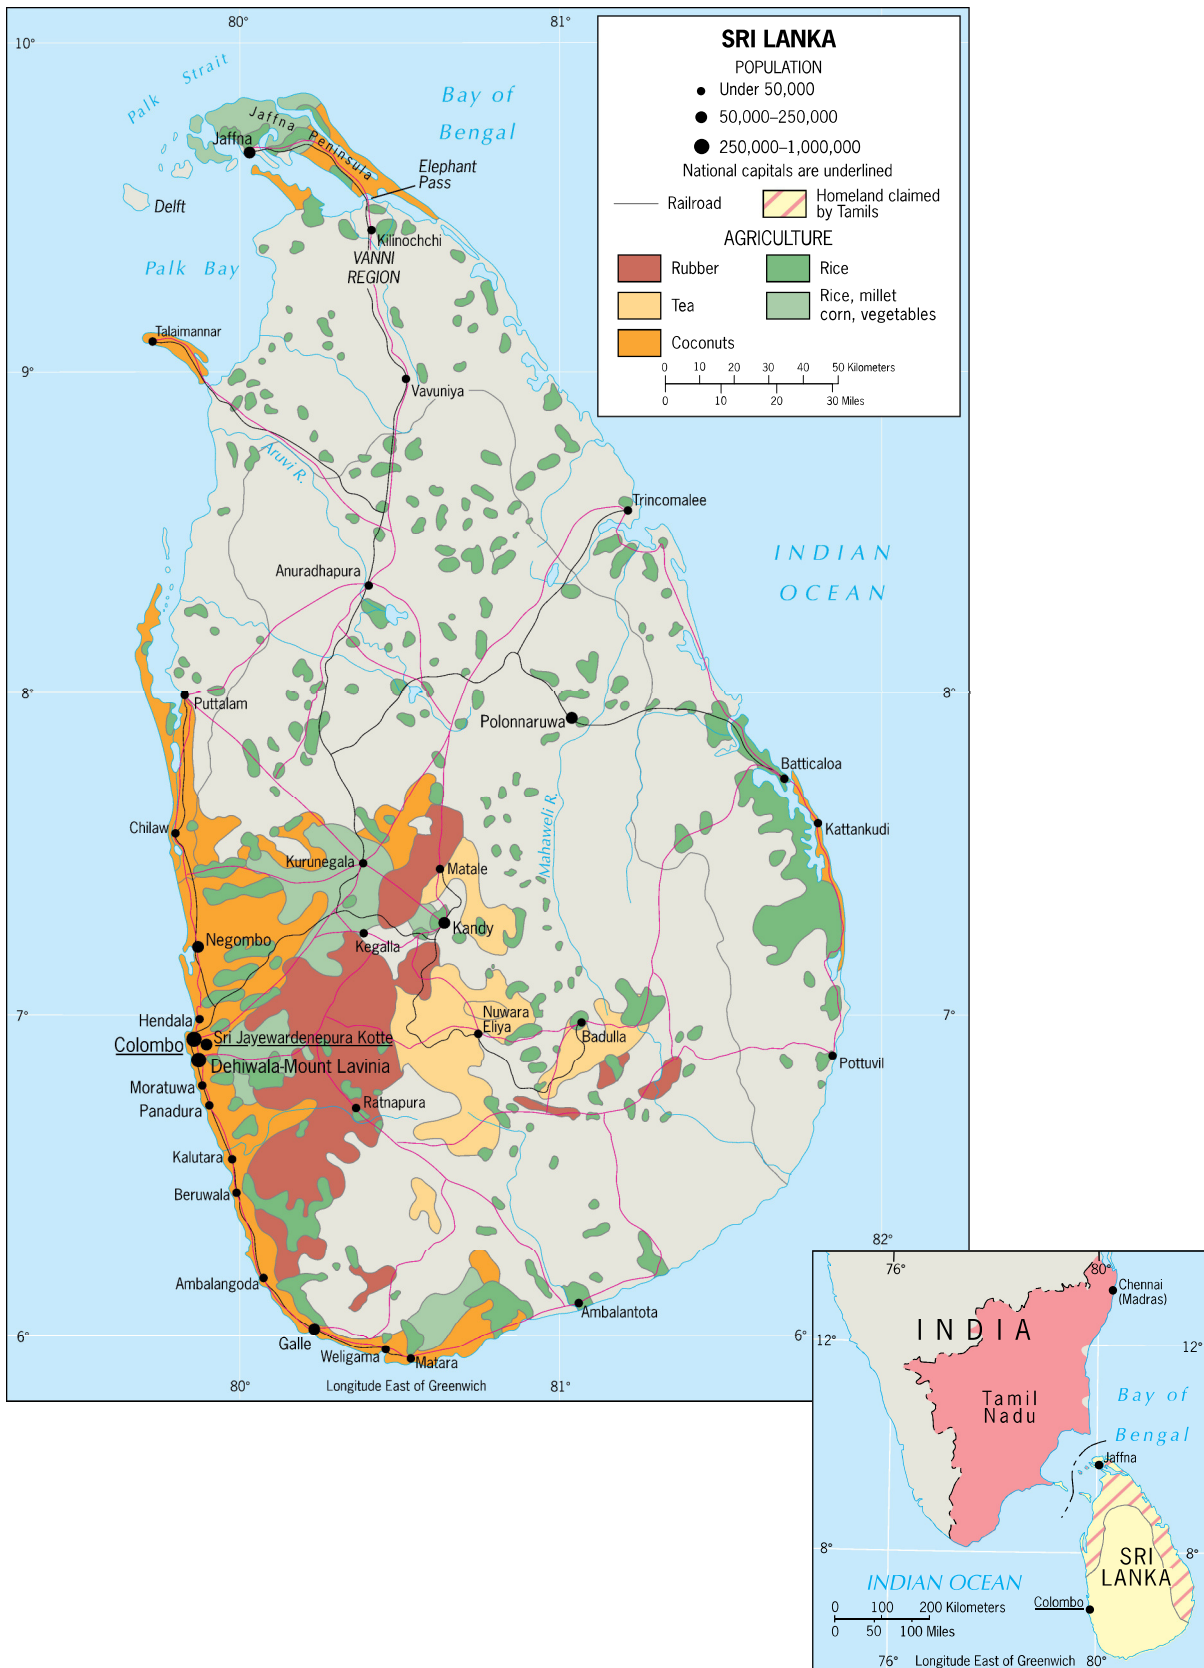 80°
81°
10°
SRI LANKA
POPULATION
Under 50,000
50,000–250,000
250,000–1,000,000
National capitals are underlined
Railroad
Homeland claimed
by Tamils
AGRICULTURE
Rubber
Rice
Tea
Rice, millet
corn, vegetables
Coconuts
0 10 20 30 40 50 Kilometers
0 10 20 30 Miles
Palk Strait
Bay of
Bengal
Jaffna Peninsula
Jaffna
Elephant
Pass
Delft
Kilinochchi
VANNI
REGION
Palk Bay
Talaimannar
9°
Vavuniya
Aruvi R.
Trincomalee
INDIAN
OCEAN
Anuradhapura
8°
8°
Puttalam
Polonnaruwa
Batticaloa
Mahaweli R.
Chilaw
Kattankudi
Kurunegala
Matale
Kandy
Negombo
Kegalla
7°
7°
Hendala
Nuwara
Eliya
Badulla
Colombo
Sri Jayewardenepura Kotte
Dehiwala-Mount Lavinia
Pottuvil
Moratuwa
Panadura
Ratnapura
Kalutara
Beruwala
82°
Ambalangoda
Ambalantota
6°
6°
Galle
Weligama
Matara
80°
Longitude East of Greenwich
81°
76°
80°
Chennai
(Madras)
INDIA
12°
12°
Tamil
Nadu
Bay of
Bengal
Jaffna
8°
8°
SRI
LANKA
INDIAN OCEAN
Colombo
0 100 200 Kilometers
0 50 100 Miles
76°
Longitude East of Greenwich
80°